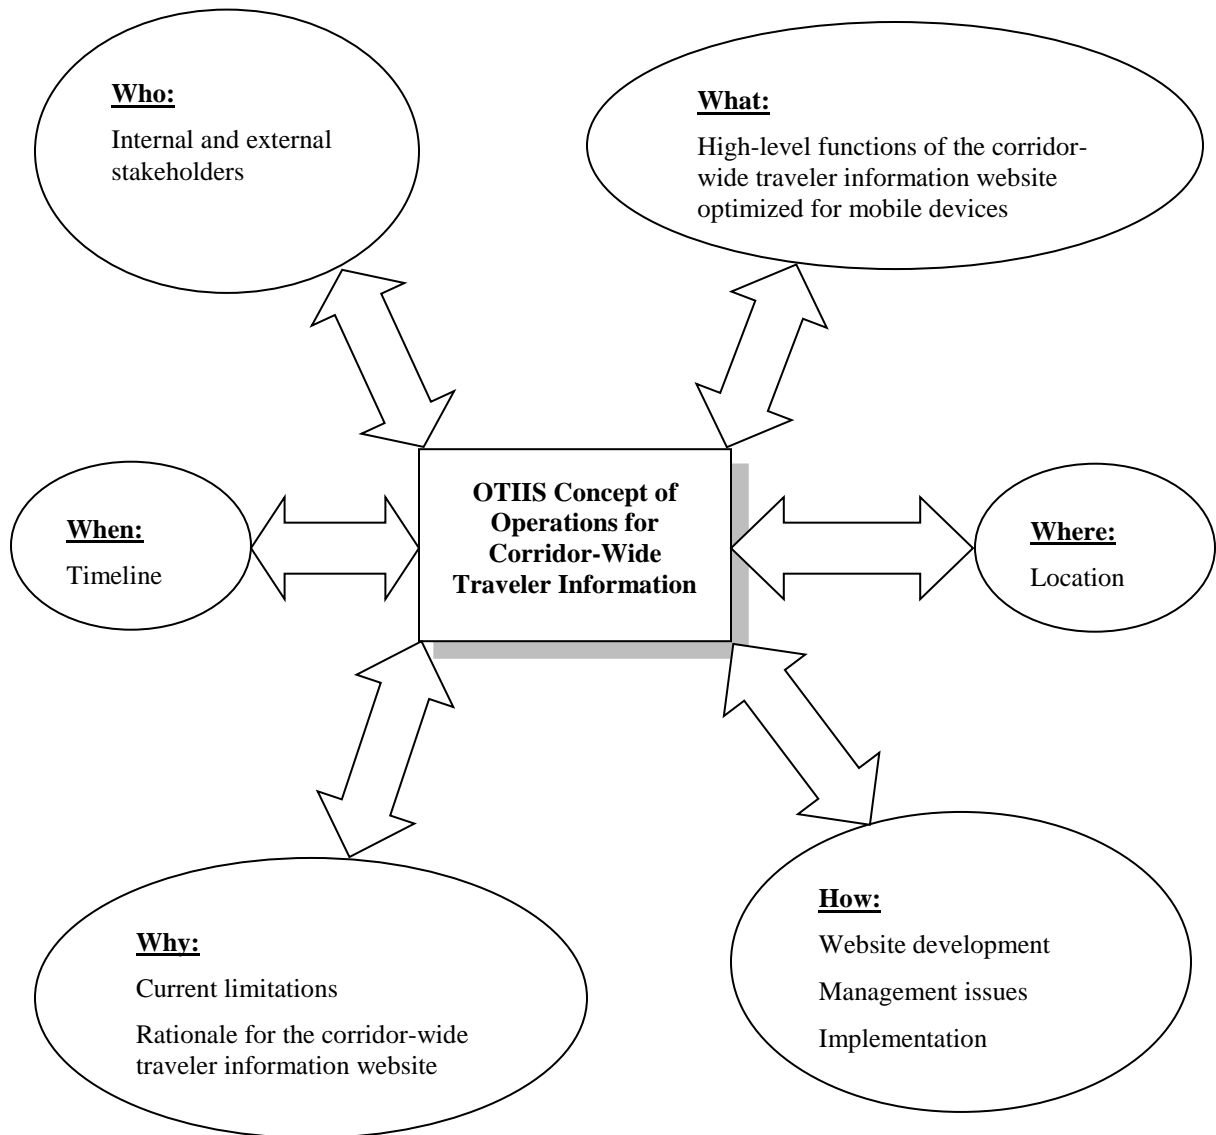 Who:
Internal and external
stakeholders
What:
High-level functions of the corridor-
wide traveler information website
optimized for mobile devices
When:
Timeline
OTIIS Concept of
Operations for
Corridor-Wide
Traveler Information
Where:
Location
Why:
Current limitations
Rationale for the corridor-wide
traveler information website
How:
Website development
Management issues
Implementation